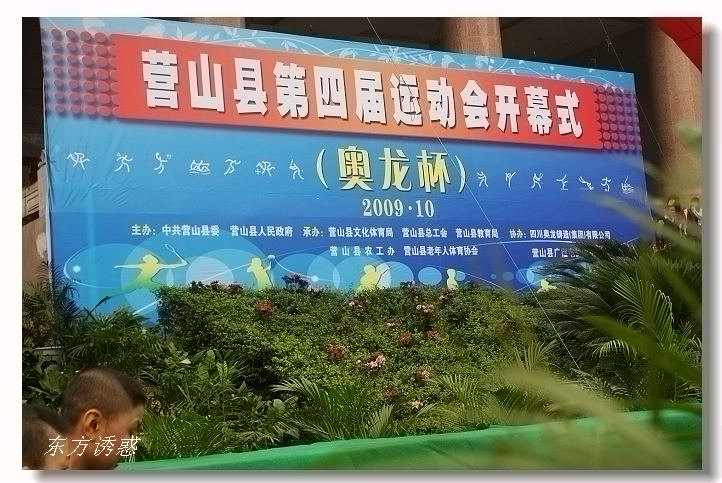 营山县第四届运动会开幕式
（奥龙杯）
2009·10
主办：中共营山县委 营山县人民政府 承办：营山县文化体育局 营山县总工会 营山县教育局 协办：四川奥龙铸造(集团)有限公司
营山县农工办 营山县老年人体育协会 营山县广
东方诱惑